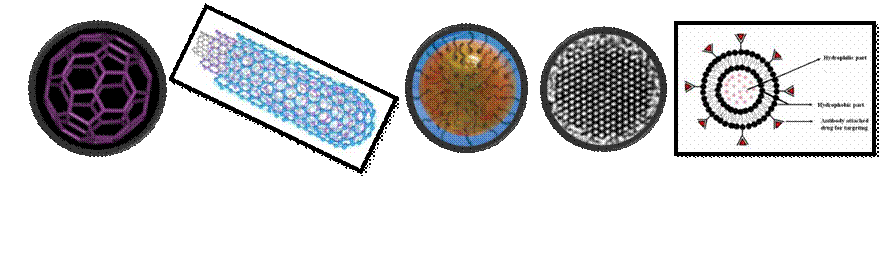 Hydrophilic part
Hydrophobic part
Antibody attached
drug for targeting